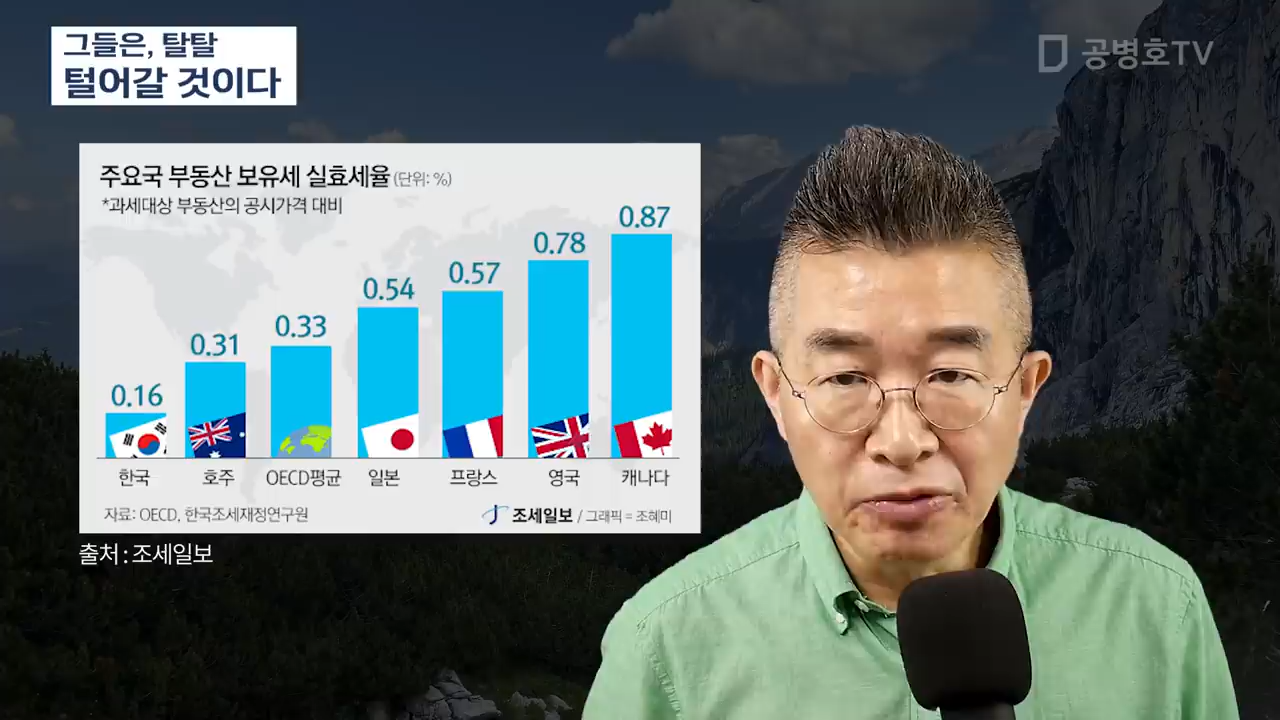 그들은, 탈탈
털어갈 것이다
공병호TV
주요국 부동산 보유세 실효세율 (단위: %)
*과세대상 부동산의 공시가격 대비
0.16
0.31
0.33
0.54
0.57
0.78
0.87
한국
호주
OECD평균
일본
프랑스
영국
캐나다
자료: OECD, 한국조세재정연구원
조세일보 / 그래픽 = 조혜미
출처 : 조세일보